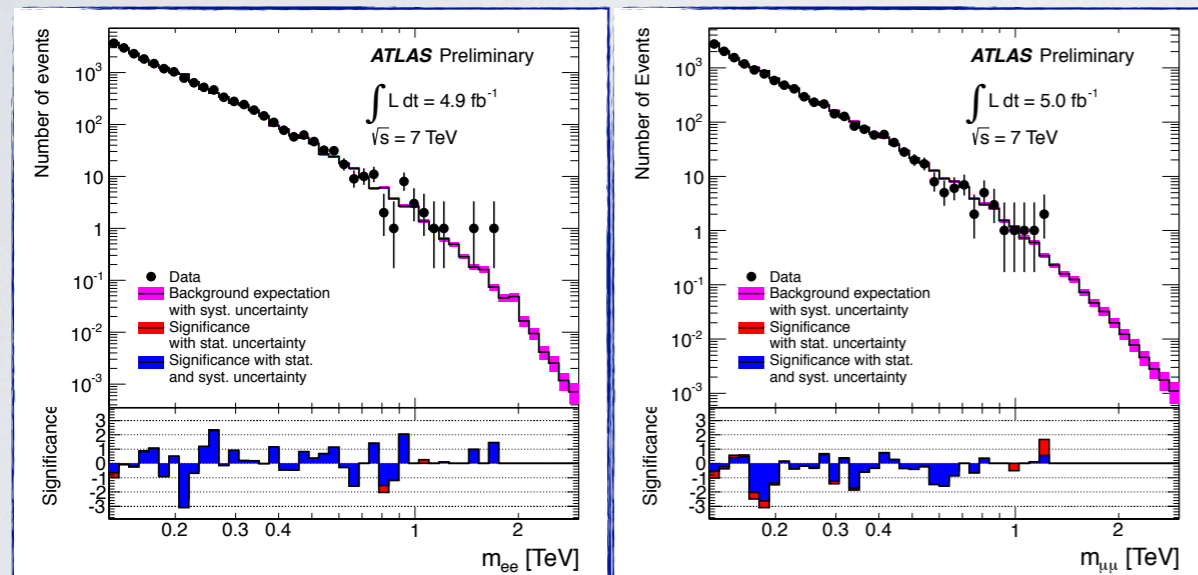 Number of events
ATLAS Preliminary
∫ L dt = 4.9 fb⁻¹
√s = 7 TeV
10³
10²
10
1
10⁻¹
10⁻²
10⁻³
Data
Background expectation
with syst. uncertainty
Significance
with stat. uncertainty
Significance with stat.
and syst. uncertainty
Significance
3
2
1
0
-1
-2
-3
0.2 0.3 0.4 1 2
m_ee [TeV]
Number of Events
ATLAS Preliminary
∫ L dt = 5.0 fb⁻¹
√s = 7 TeV
10³
10²
10
1
10⁻¹
10⁻²
10⁻³
Data
Background expectation
with syst. uncertainty
Significance
with stat. uncertainty
Significance with stat.
and syst. uncertainty
Significance
3
2
1
0
-1
-2
-3
0.2 0.3 0.4 1 2
m_μμ [TeV]